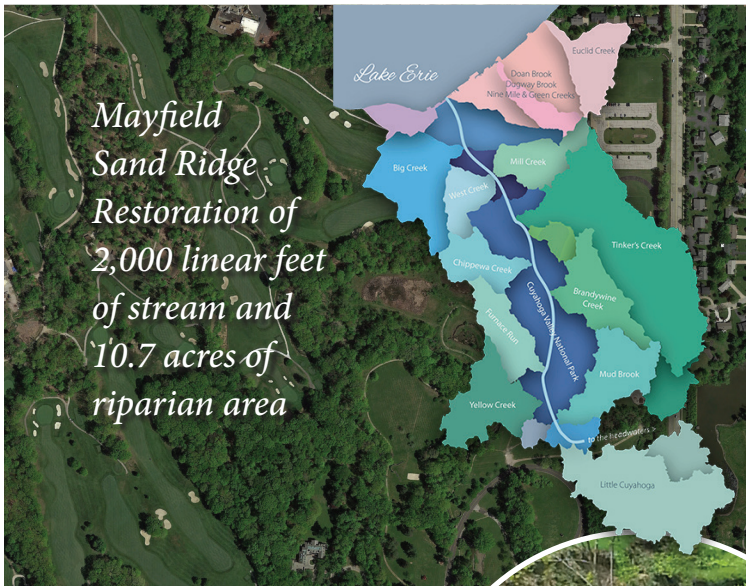 Mayfield
Sand Ridge
Restoration of
2,000 linear feet
of stream and
10.7 acres of
riparian area
Lake Erie
Euclid Creek
Doan Brook
Dugway Brook
Nine Mile & Green Creeks
Big Creek
Mill Creek
West Creek
Tinker's Creek
Chippewa Creek
Cuyahoga Valley National Park
Brandywine
Creek
Furnace Run
Mud Brook
Yellow Creek
to the headwaters >
Little Cuyahoga